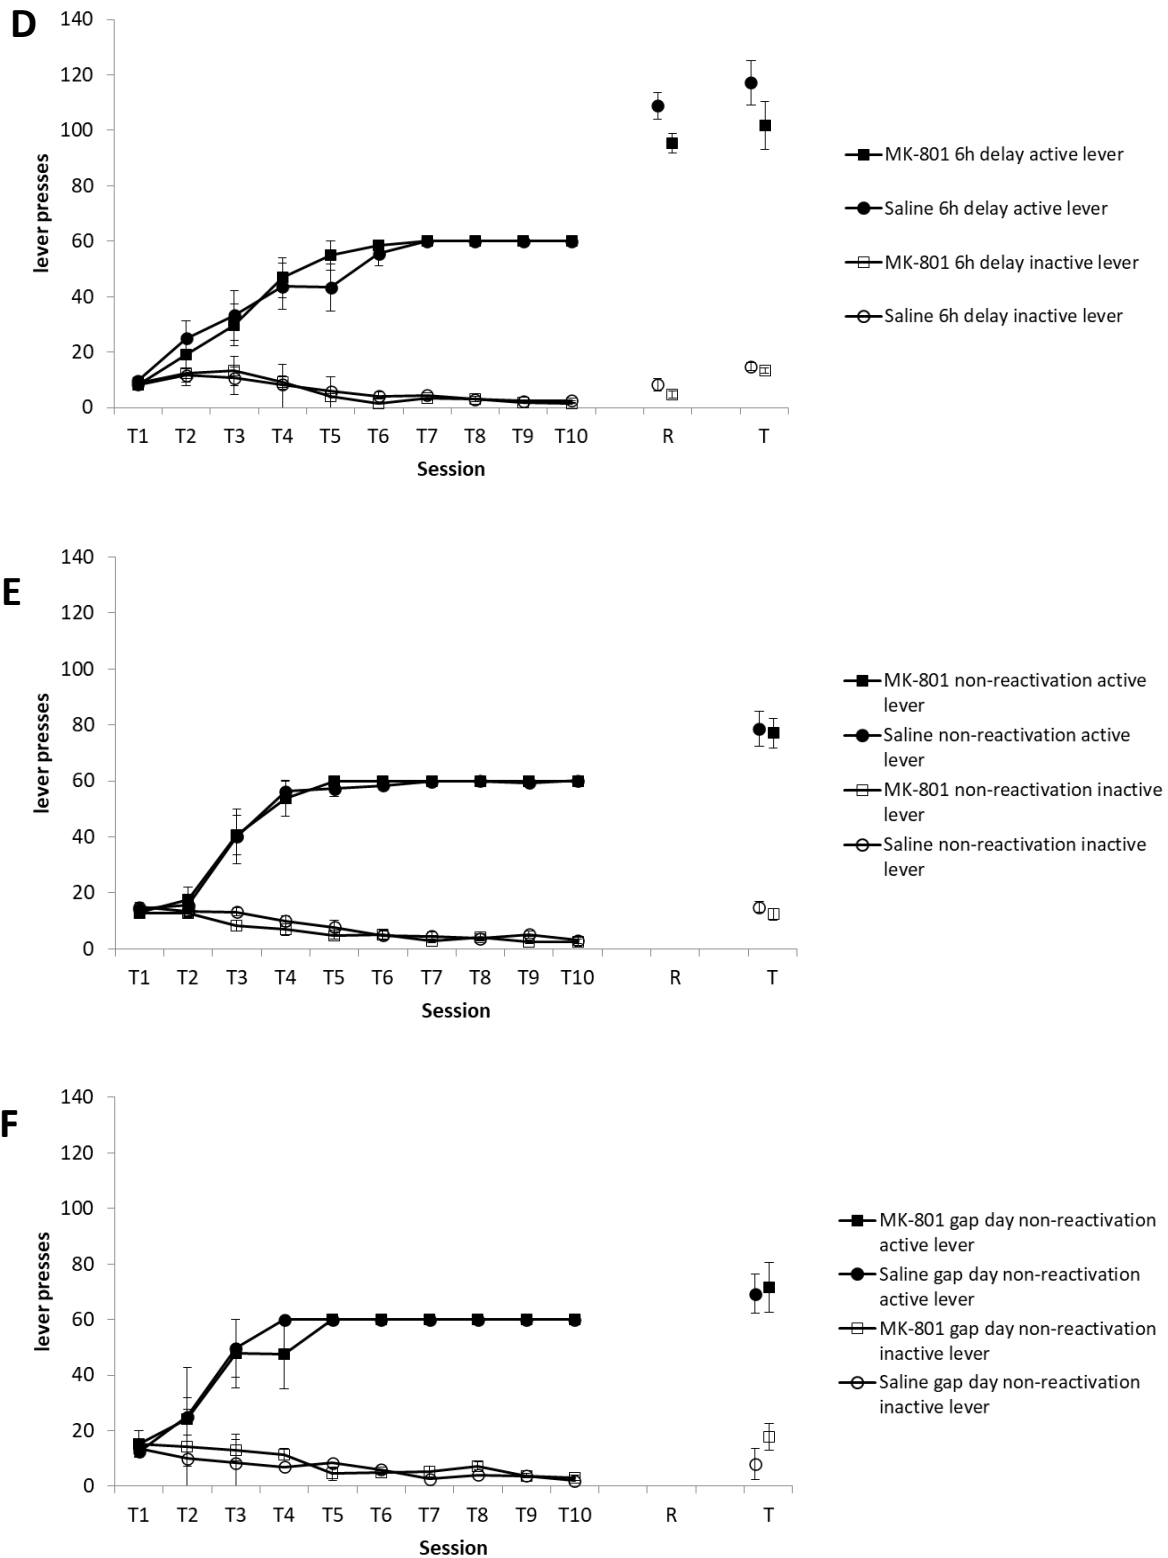 D
140
120
100
80
60
40
20
0
lever presses
T1 T2 T3 T4 T5 T6 T7 T8 T9 T10 R T
Session
MK-801 6h delay active lever
Saline 6h delay active lever
MK-801 6h delay inactive lever
Saline 6h delay inactive lever
E
140
120
100
80
60
40
20
0
lever presses
T1 T2 T3 T4 T5 T6 T7 T8 T9 T10 R T
Session
MK-801 non-reactivation active
lever
Saline non-reactivation active
lever
MK-801 non-reactivation inactive
lever
Saline non-reactivation inactive
lever
F
140
120
100
80
60
40
20
0
lever presses
T1 T2 T3 T4 T5 T6 T7 T8 T9 T10 R T
Session
MK-801 gap day non-reactivation
active lever
Saline gap day non-reactivation
active lever
MK-801 gap day non-reactivation
inactive lever
Saline gap day non-reactivation
inactive lever